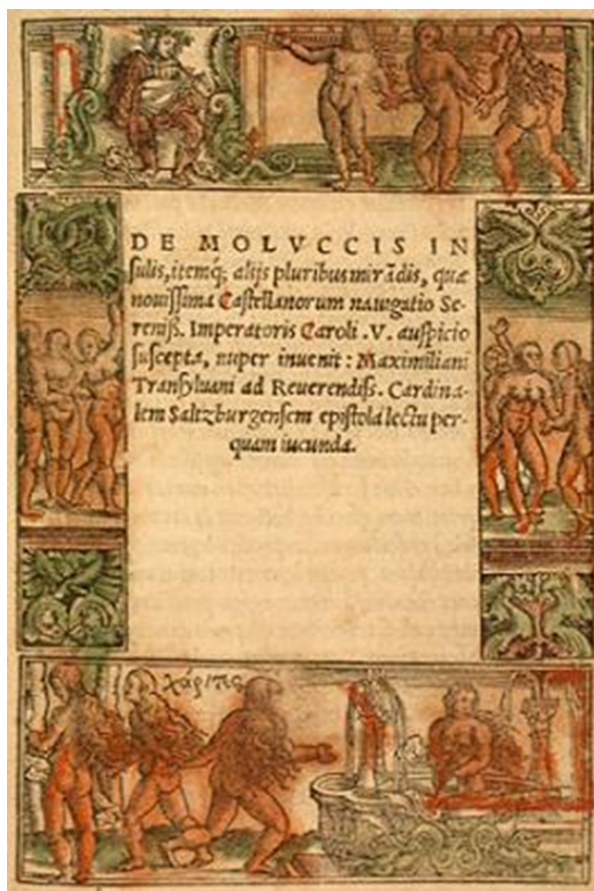 DE MOLVCCIS IN
sulis, itemq; alijs pluribus mirãdis, quæ
nouissima Castellanorum nauigatio Se-
reniss. Imperatoris Caroli .V. auspicio
suscepta, nuper inuenit: Maximiliani
Transyluani ad Reuerendiss. Cardina-
lem Saltzburgensem epistola lectu per-
quam iucunda.
χάριτες